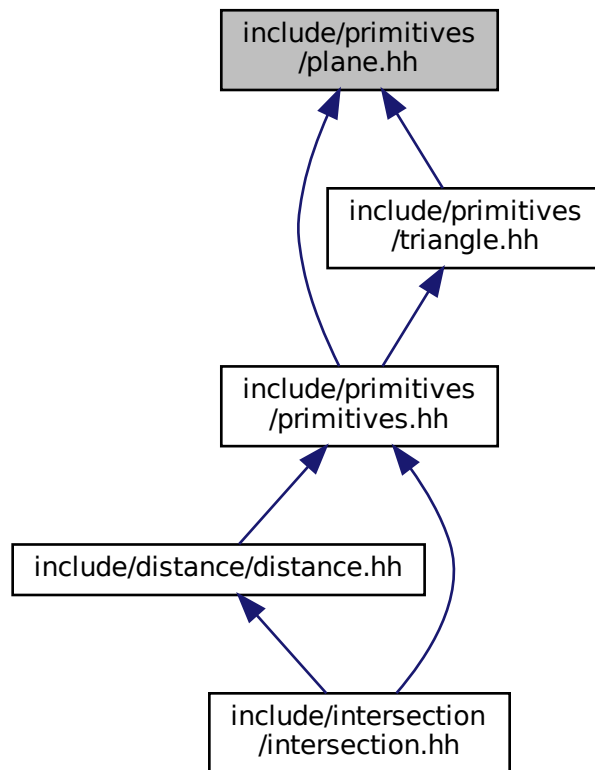 include/primitives
/plane.hh
include/primitives
/triangle.hh
include/primitives
/primitives.hh
include/distance/distance.hh
include/intersection
/intersection.hh